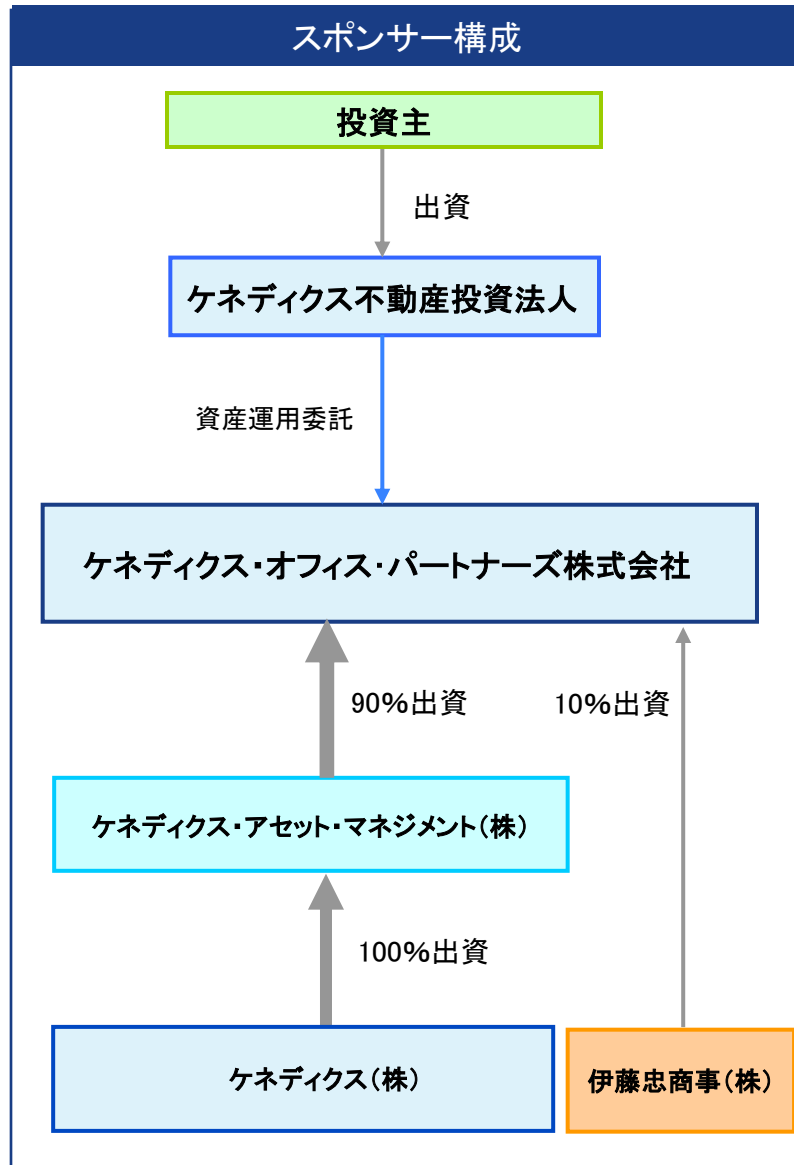 スポンサー構成
投資主
出資
ケネディクス不動産投資法人
資産運用委託
ケネディクス・オフィス・パートナーズ株式会社
90%出資
10%出資
ケネディクス・アセット・マネジメント(株)
100%出資
ケネディクス(株)
伊藤忠商事(株)